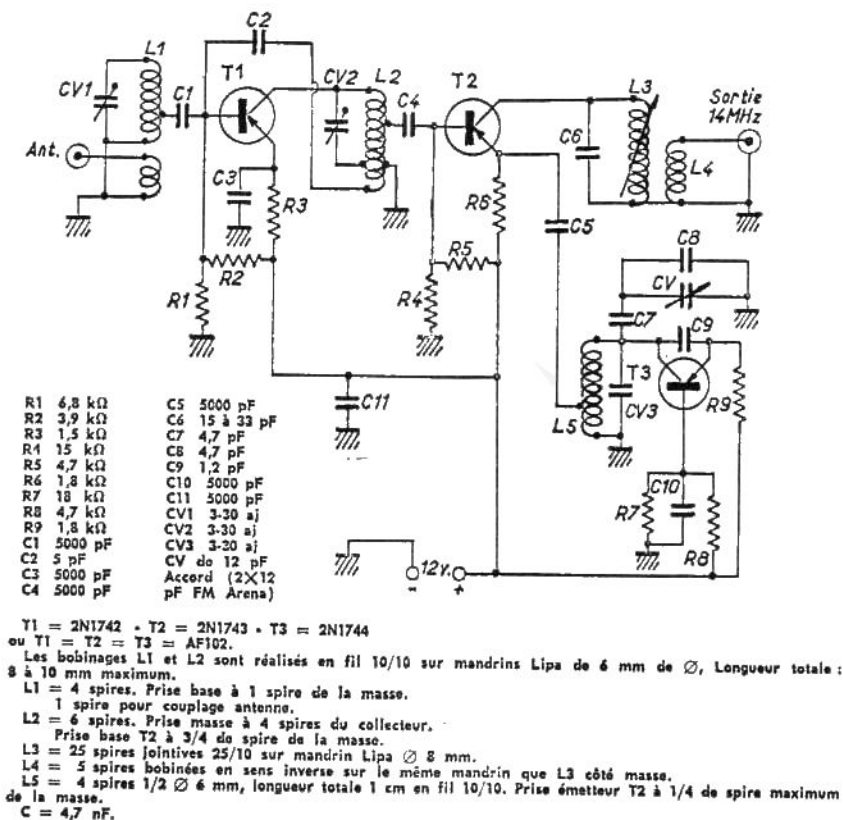 C2
L1
T1
L2
T2
L3
CV1
C1
CV2
C4
Sortie
14MHz
C6
Ant.
L4
C3
R3
R6
C5
C8
R2
R5
CV
R1
R4
C7
C9
T3
C11
CV3
R9
L5
C10
R7
R8
12v.
- +
R1 6,8 kΩ
R2 3,9 kΩ
R3 1,5 kΩ
R4 15 kΩ
R5 4,7 kΩ
R6 1,8 kΩ
R7 18 kΩ
R8 4,7 kΩ
R9 1,8 kΩ
C1 5000 pF
C2 5 pF
C3 5000 pF
C4 5000 pF
C5 5000 pF
C6 15 à 33 pF
C7 4,7 pF
C8 4,7 pF
C9 1,2 pF
C10 5000 pF
C11 5000 pF
CV1 3-30 aj
CV2 3-30 aj
CV3 3-20 aj
CV de 12 pF
Accord (2X12
pF FM Arena)
T1 = 2N1742 - T2 = 2N1743 - T3 = 2N1744
ou T1 = T2 = T3 = AF102.
Les bobinages L1 et L2 sont réalisés en fil 10/10 sur mandrins Lipa de 6 mm de Ø, Longueur totale :
8 à 10 mm maximum.
L1 = 4 spires. Prise base à 1 spire de la masse.
1 spire pour couplage antenne.
L2 = 6 spires. Prise masse à 4 spires du collecteur.
Prise base T2 à 3/4 de spire de la masse.
L3 = 25 spires jointives 25/10 sur mandrin Lipa Ø 8 mm.
L4 = 5 spires bobinées en sens inverse sur le même mandrin que L3 côté masse.
L5 = 4 spires 1/2 Ø 6 mm, longueur totale 1 cm en fil 10/10. Prise émetteur T2 à 1/4 de spire maximum
de la masse.
C = 4,7 nF.